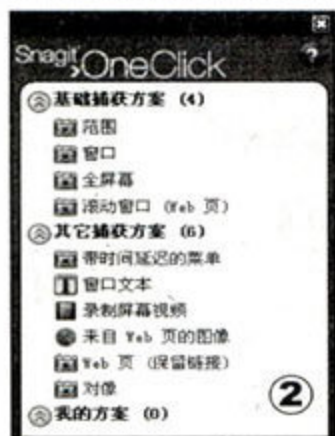 Snagit OneClick ?
基础捕获方案 (4)
范围
窗口
全屏幕
滚动窗口 (Web 页)
其它捕获方案 (6)
带时间延迟的菜单
窗口文本
录制屏幕视频
来自 Web 页的图像
Web 页 (保留链接)
对像
②
我的方案 (0)